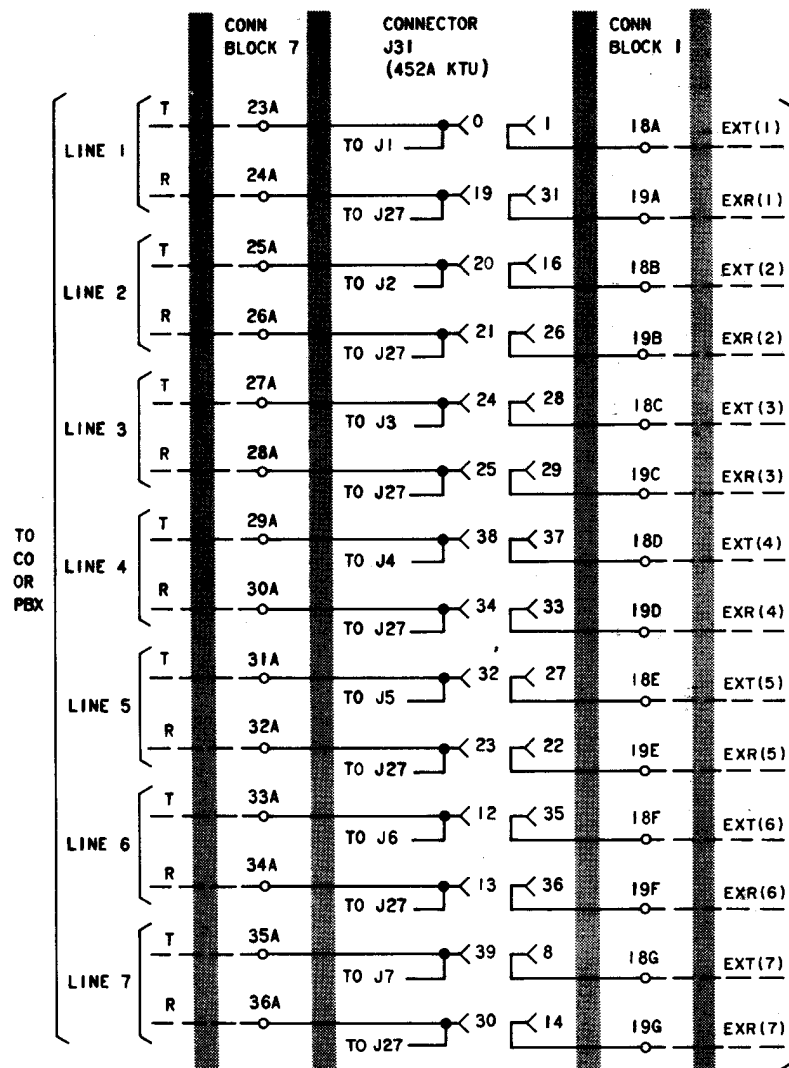 CONN BLOCK 7
CONNECTOR J31 (452A KTU)
CONN BLOCK 1
TO CO OR PBX
LINE 1
T 23A TO J1 0 1 18A EXT(1)
R 24A TO J27 19 31 19A EXR(1)
LINE 2
T 25A TO J2 20 16 18B EXT(2)
R 26A TO J27 21 26 19B EXR(2)
LINE 3
T 27A TO J3 24 28 18C EXT(3)
R 28A TO J27 25 29 19C EXR(3)
LINE 4
T 29A TO J4 38 37 18D EXT(4)
R 30A TO J27 34 33 19D EXR(4)
LINE 5
T 31A TO J5 32 27 18E EXT(5)
R 32A TO J27 23 22 19E EXR(5)
LINE 6
T 33A TO J6 12 35 18F EXT(6)
R 34A TO J27 13 36 19F EXR(6)
LINE 7
T 35A TO J7 39 8 18G EXT(7)
R 36A TO J27 30 14 19G EXR(7)